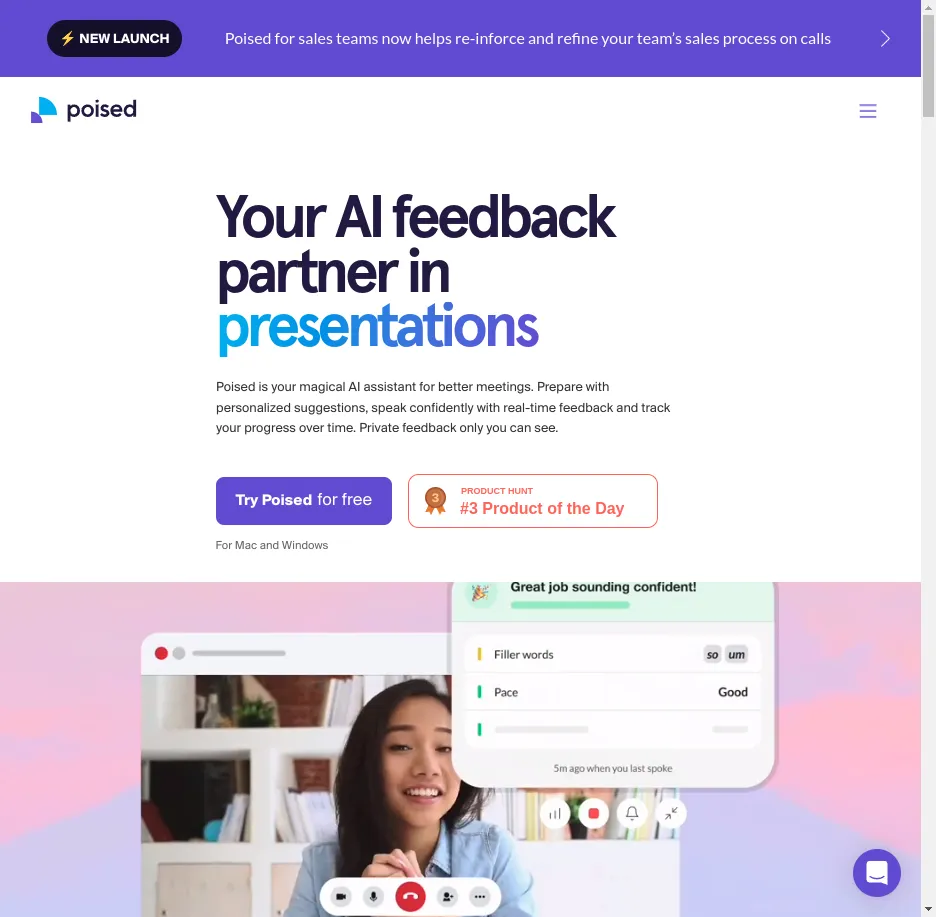 ⚡ NEW LAUNCH
Poised for sales teams now helps re-inforce and refine your team’s sales process on calls
poised
Your AI feedback
partner in
presentations
Poised is your magical AI assistant for better meetings. Prepare with
personalized suggestions, speak confidently with real-time feedback and track
your progress over time. Private feedback only you can see.
Try Poised for free
3
PRODUCT HUNT
#3 Product of the Day
For Mac and Windows
Great job sounding confident!
Filler words
so um
Pace
Good
5m ago when you last spoke